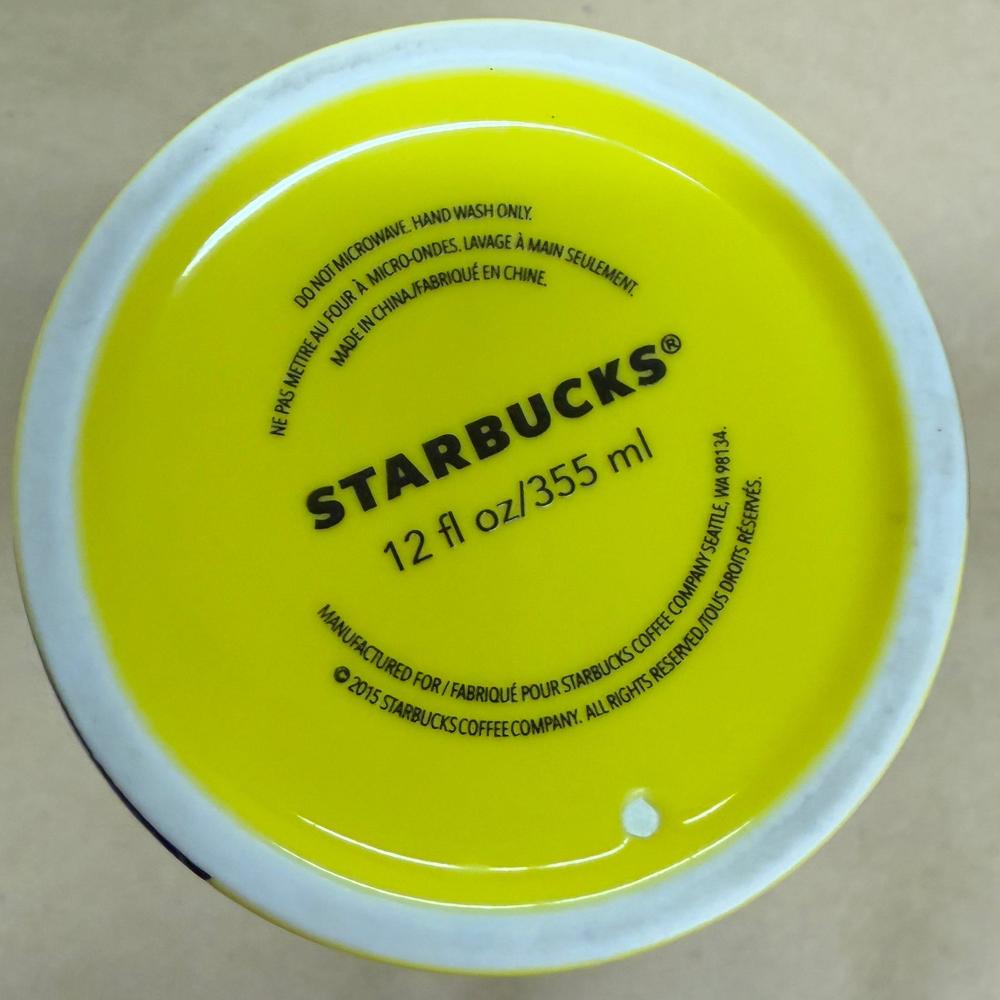 DO NOT MICROWAVE. HAND WASH ONLY.
NE PAS METTRE AU FOUR À MICRO-ONDES. LAVAGE À MAIN SEULEMENT.
MADE IN CHINA./FABRIQUÉ EN CHINE.
STARBUCKS®
12 fl oz/355 ml
MANUFACTURED FOR / FABRIQUÉ POUR STARBUCKS COFFEE COMPANY SEATTLE, WA 98134.
© 2015 STARBUCKS COFFEE COMPANY. ALL RIGHTS RESERVED./TOUS DROITS RÉSERVÉS.